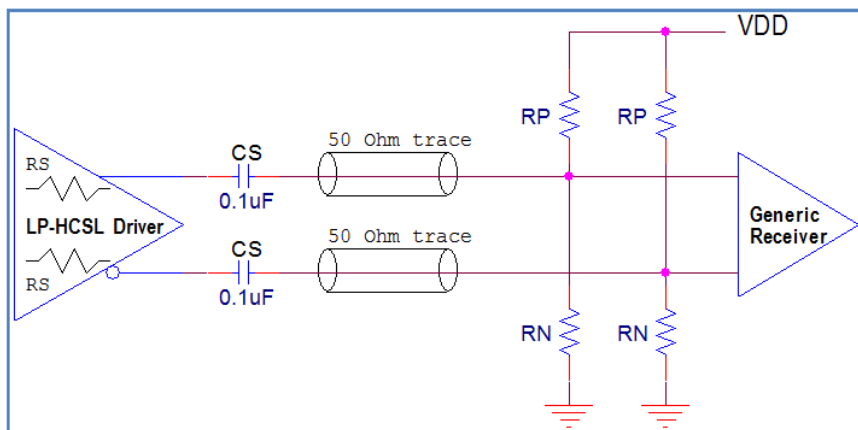 VDD
RP
RP
50 Ohm trace
CS
0.1uF
RS
LP-HCSL Driver
RS
Generic
Receiver
50 Ohm trace
CS
0.1uF
RN
RN